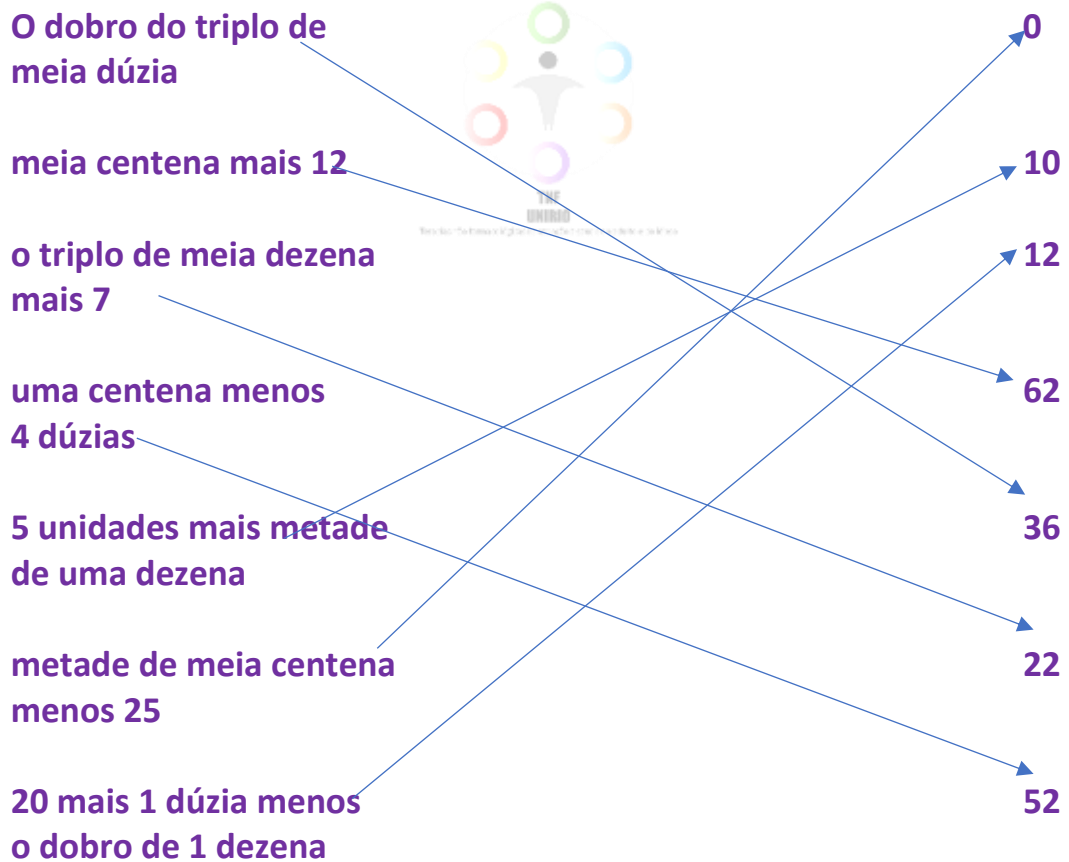 O dobro do triplo de
meia dúzia
0
meia centena mais 12
10
o triplo de meia dezena
mais 7
12
uma centena menos
4 dúzias
62
5 unidades mais metade
de uma dezena
36
metade de meia centena
menos 25
22
20 mais 1 dúzia menos
o dobro de 1 dezena
52
THF
UNIRIO